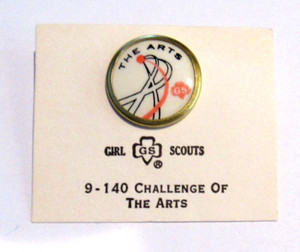 THE ARTS
GS
GIRL GS SCOUTS
®
9-140 CHALLENGE OF
THE ARTS